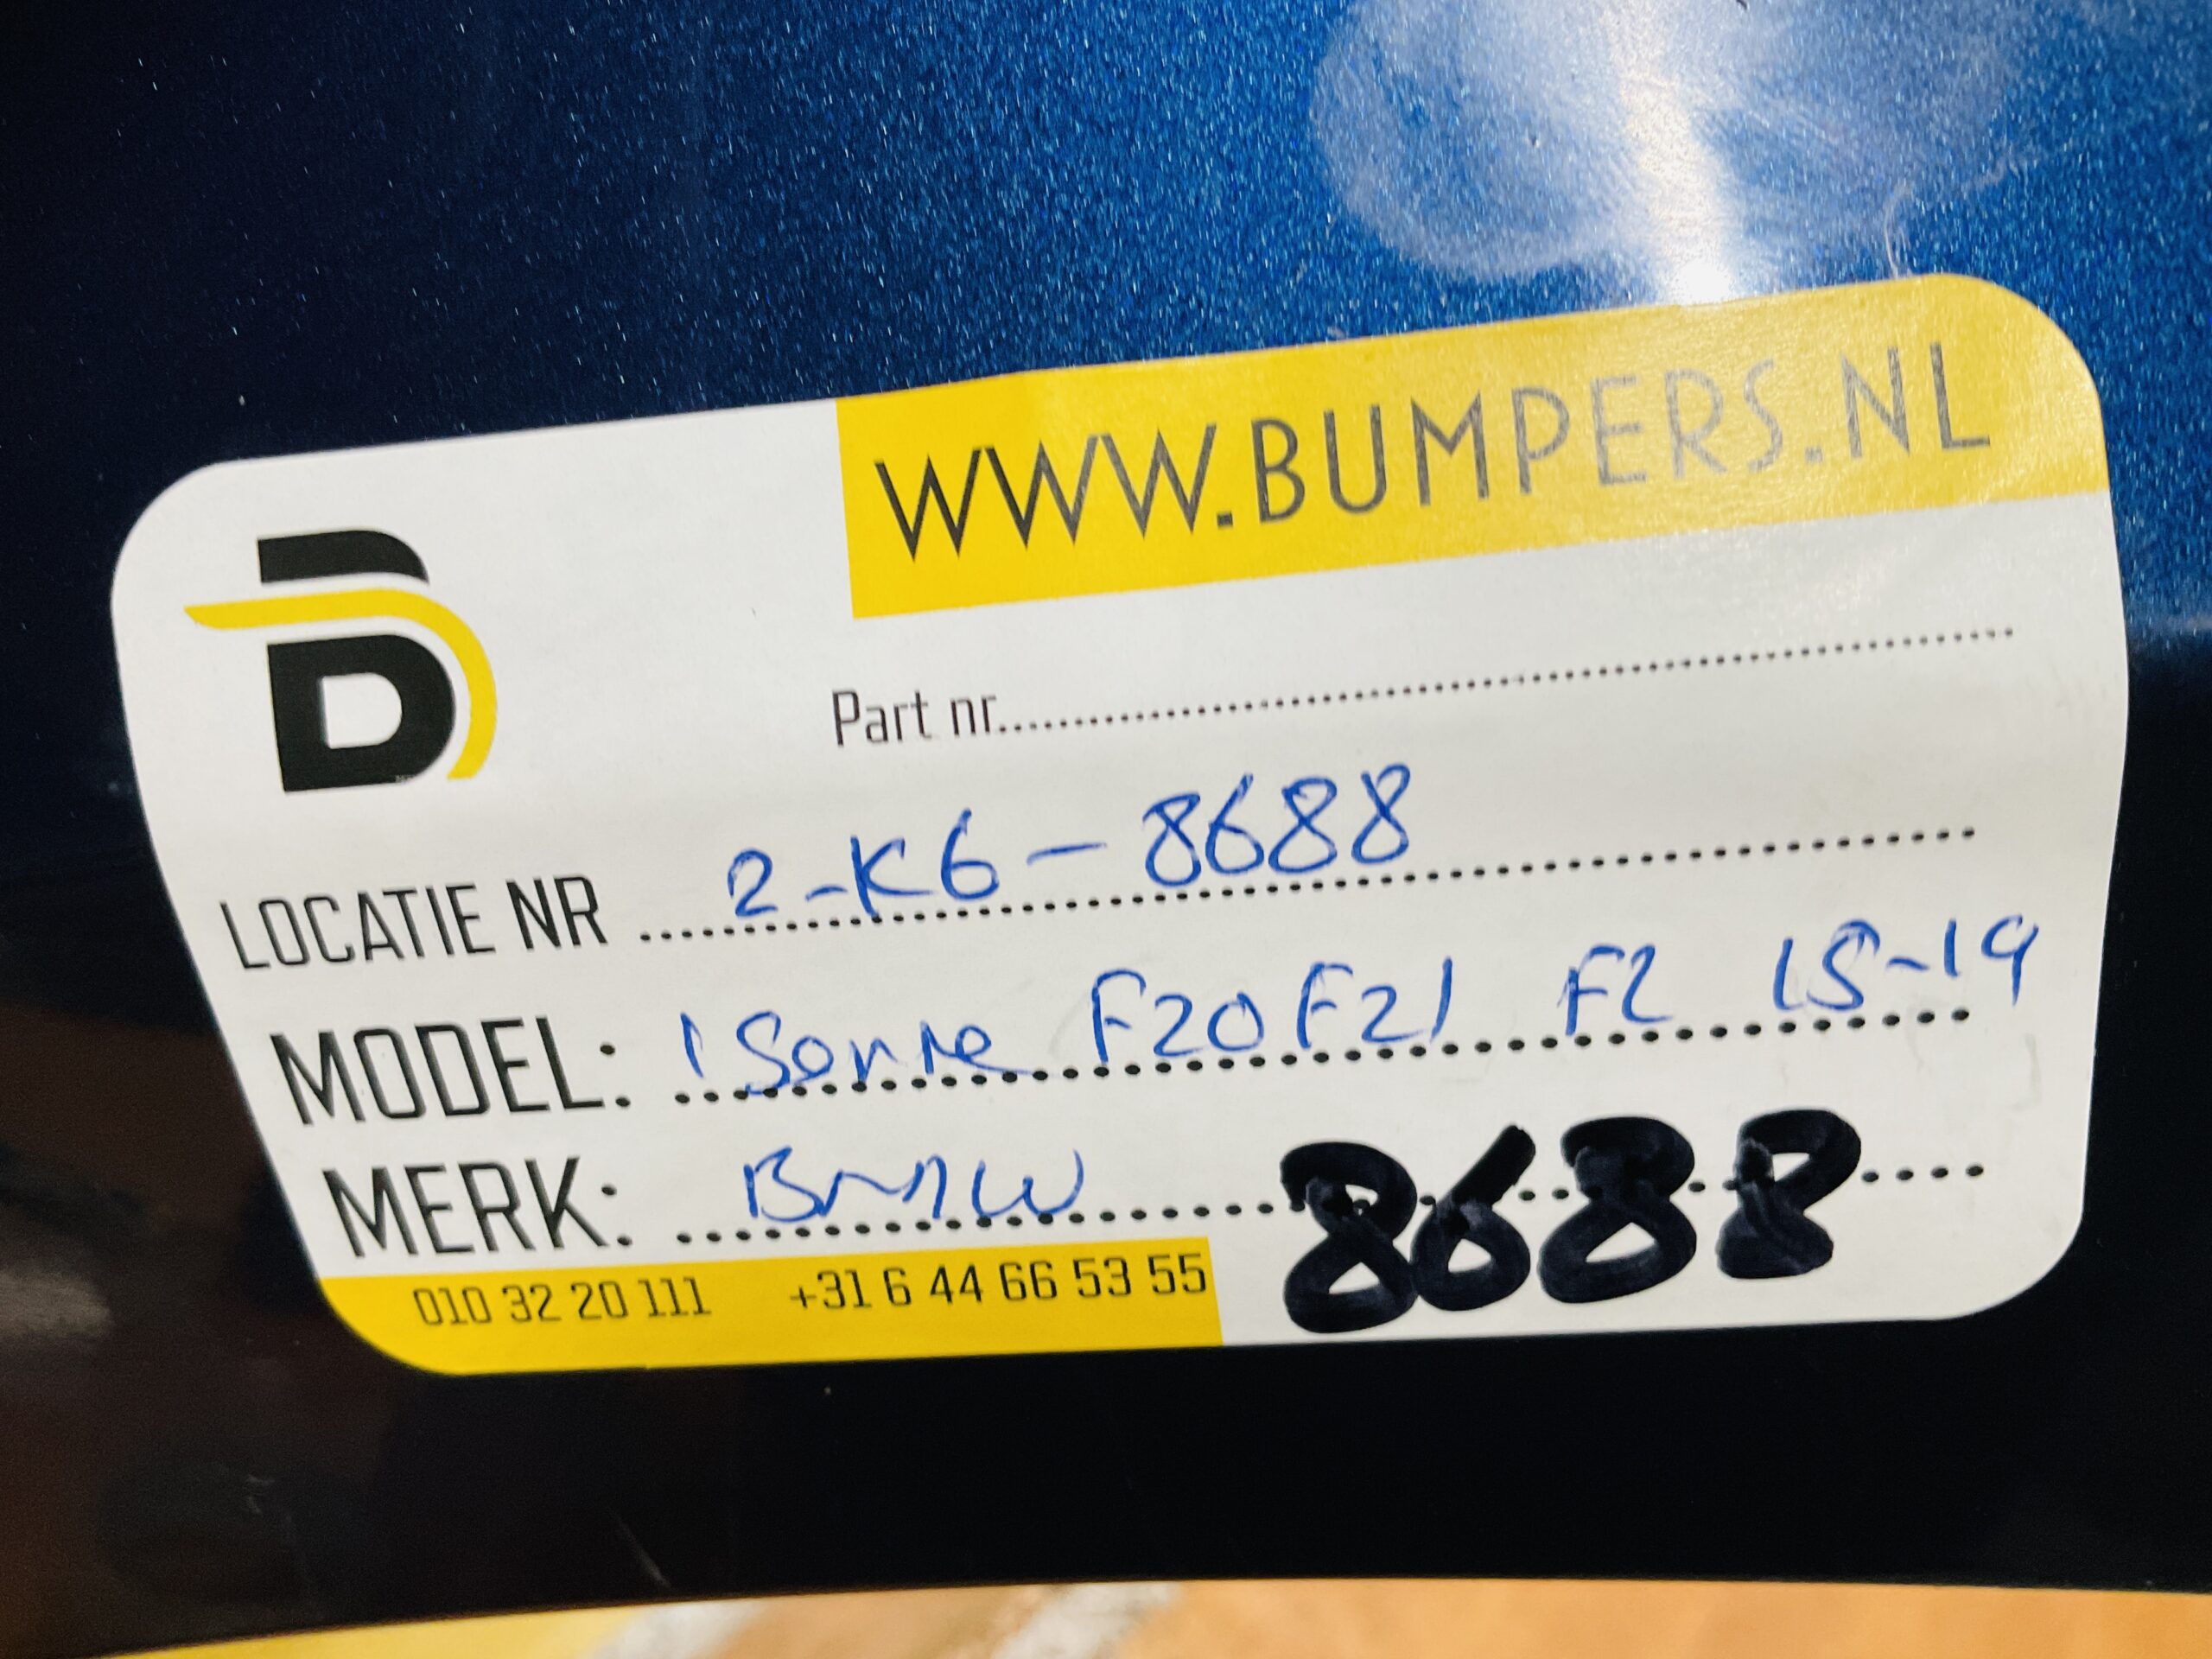 WWW.BUMPERS.NL
B
Part nr.
LOCATIE NR 2-K6-8688
MODEL: 1 Serie F20 F21 Fl 15-19
MERK: BMW 8688
010 32 20 111 +31 6 44 66 53 55